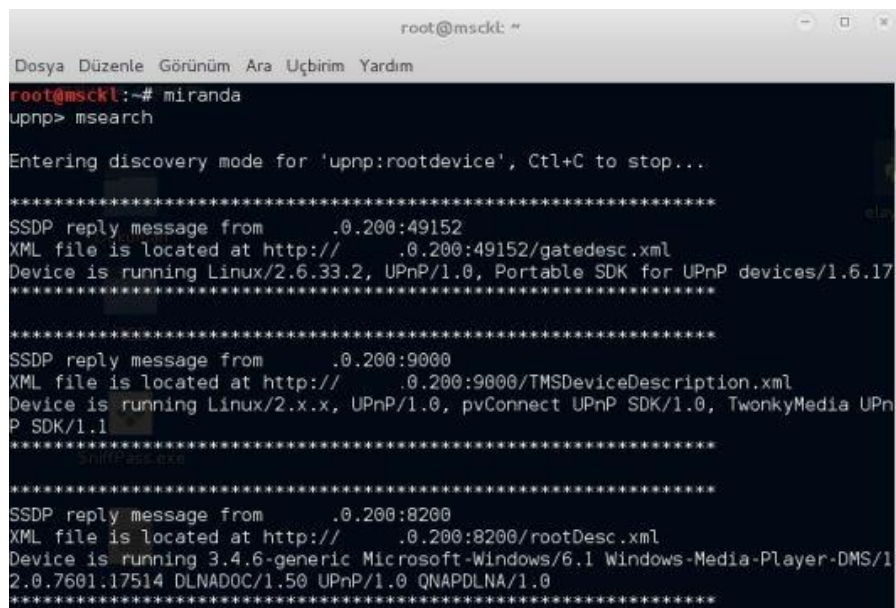 root@msckl: ~
Dosya Düzenle Görünüm Ara Uçbirim Yardım
root@msckl:~# miranda
upnp> msearch
Entering discovery mode for 'upnp:rootdevice', Ctl+C to stop...
****************************************************************
SSDP reply message from .0.200:49152
XML file is located at http:// .0.200:49152/gatedesc.xml
Device is running Linux/2.6.33.2, UPnP/1.0, Portable SDK for UPnP devices/1.6.17
****************************************************************
****************************************************************
SSDP reply message from .0.200:9000
XML file is located at http:// .0.200:9000/TMSDeviceDescription.xml
Device is running Linux/2.x.x, UPnP/1.0, pvConnect UPnP SDK/1.0, TwonkyMedia UPn
P SDK/1.1
****************************************************************
SniffPass.exe
****************************************************************
SSDP reply message from .0.200:8200
XML file is located at http:// .0.200:8200/rootDesc.xml
Device is running 3.4.6-generic Microsoft-Windows/6.1 Windows-Media-Player-DMS/1
2.0.7601.17514 DLNADOC/1.50 UPnP/1.0 QNAPDLNA/1.0
****************************************************************